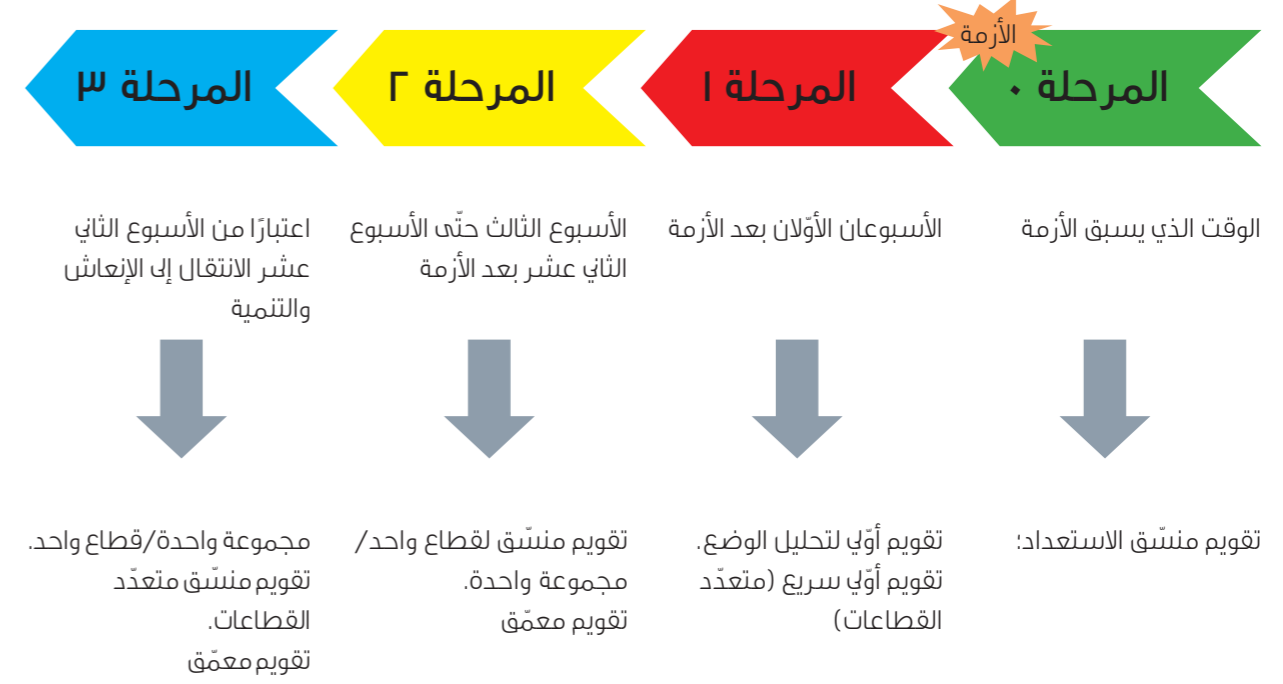 الأزمة
المرحلة ٠
المرحلة ١
المرحلة ٢
المرحلة ٣
الوقت الذي يسبق الأزمة
الأسبوعان الأوّلان بعد الأزمة
الأسبوع الثالث حتّى الأسبوع
الثاني عشر بعد الأزمة
اعتبارًا من الأسبوع الثاني
عشر الانتقال إلى الإنعاش
والتنمية
تقويم منسّق الاستعداد؛
تقويم أوّلي لتحليل الوضع.
تقويم أوّلي سريع (متعدّد
القطاعات)
تقويم منسّق لقطاع واحد/
مجموعة واحدة.
تقويم معمّق
مجموعة واحدة/قطاع واحد.
تقويم منسّق متعدّد
القطاعات.
تقويم معمّق